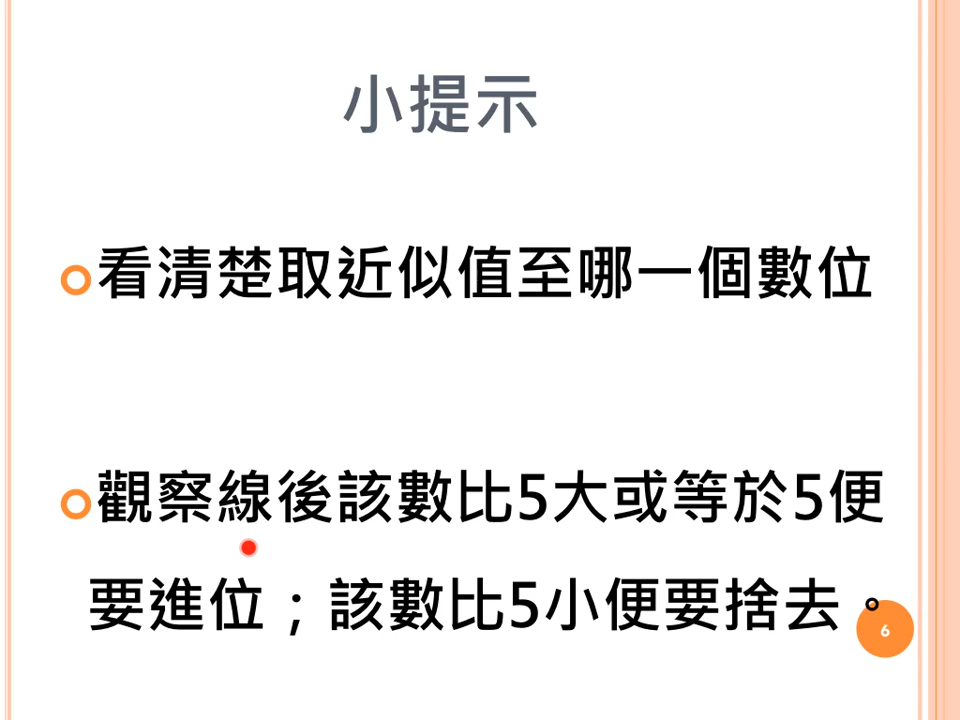 小提示
看清楚取近似值至哪一個數位
觀察線後該數比5大或等於5便
要進位；該數比5小便要捨去。
6